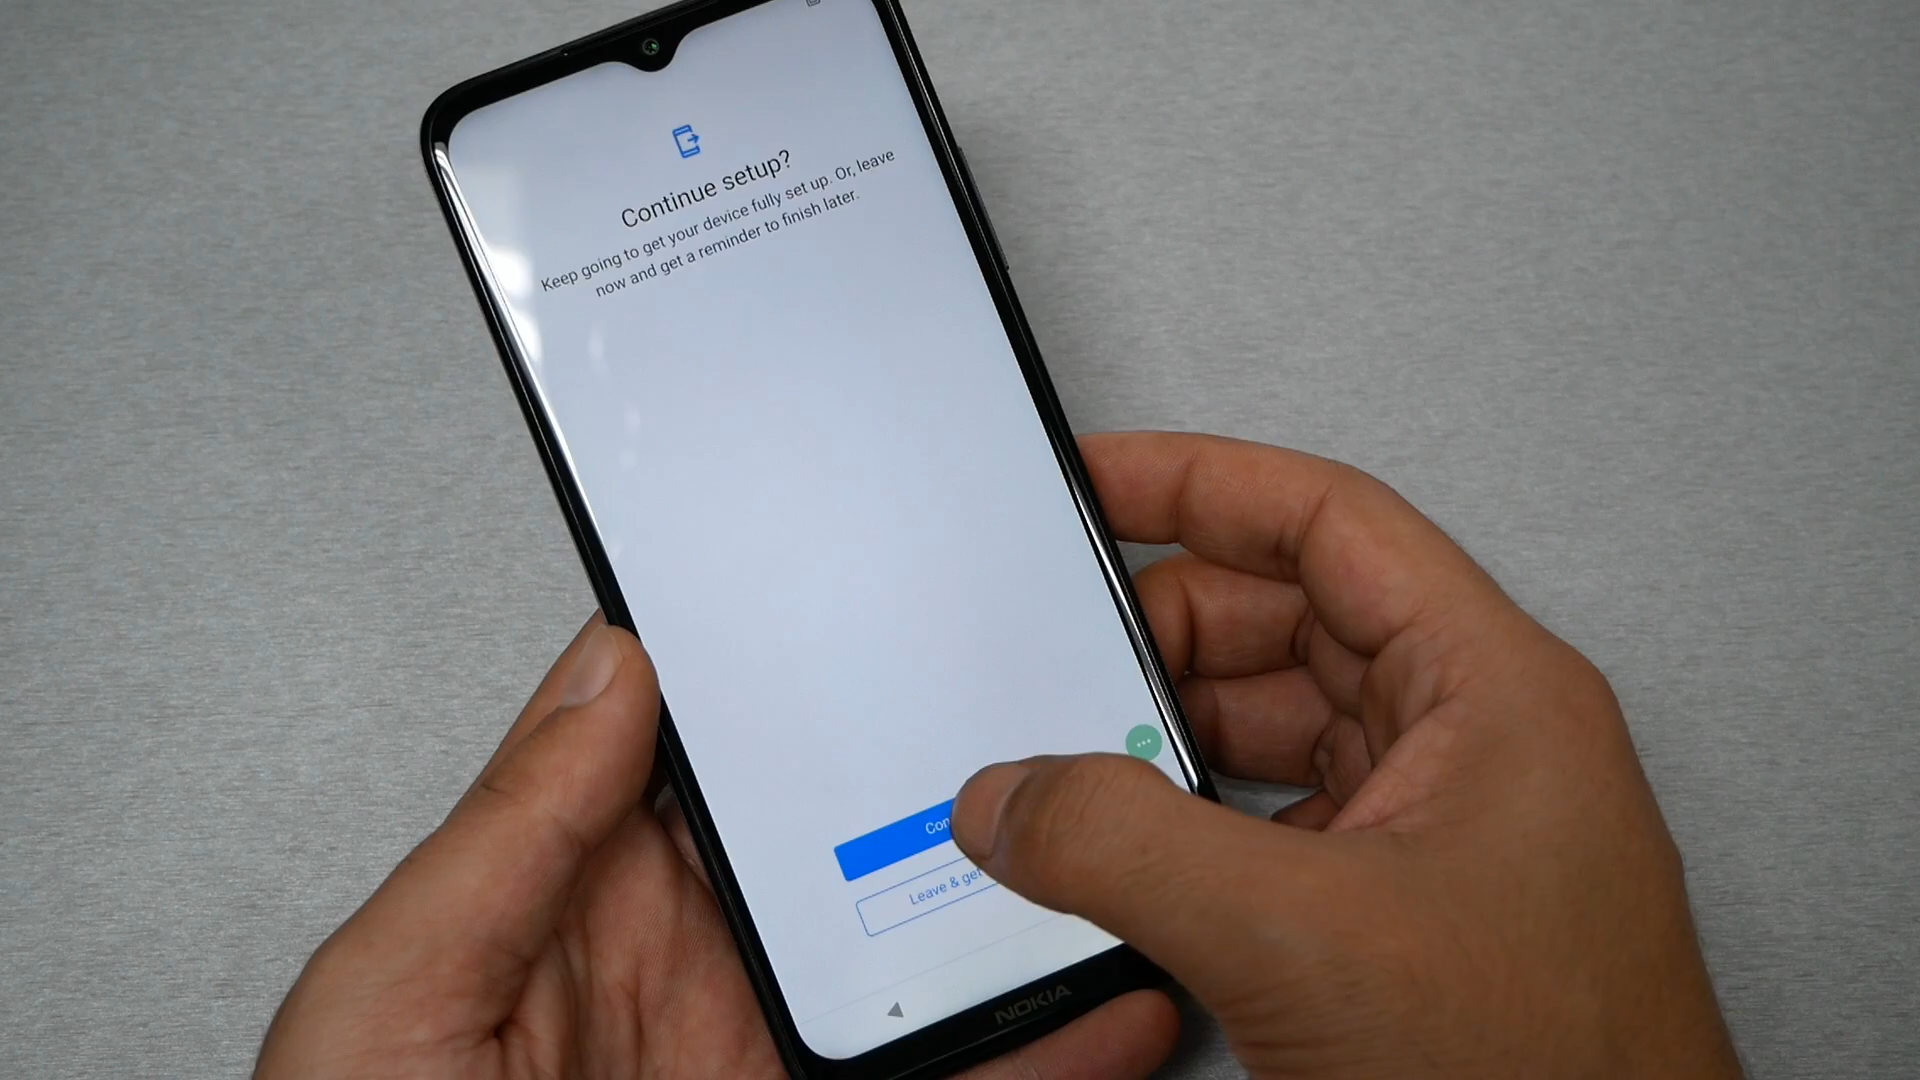 Continue setup?
Keep going to get your device fully set up. Or, leave
now and get a reminder to finish later.
Leave & get
NOKIA